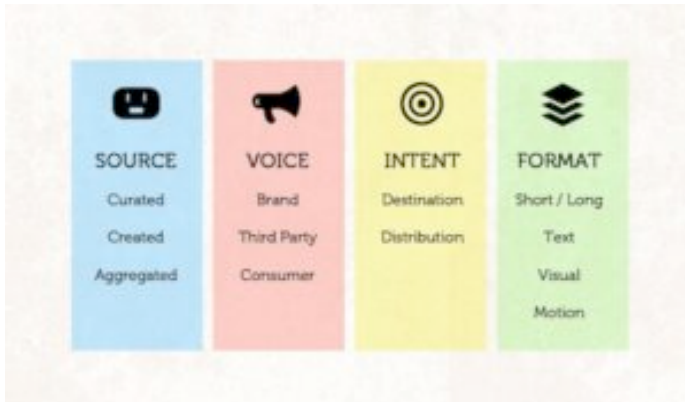 SOURCE
Curated
Created
Aggregated
VOICE
Brand
Third Party
Consumer
INTENT
Destination
Distribution
FORMAT
Short / Long
Text
Visual
Motion